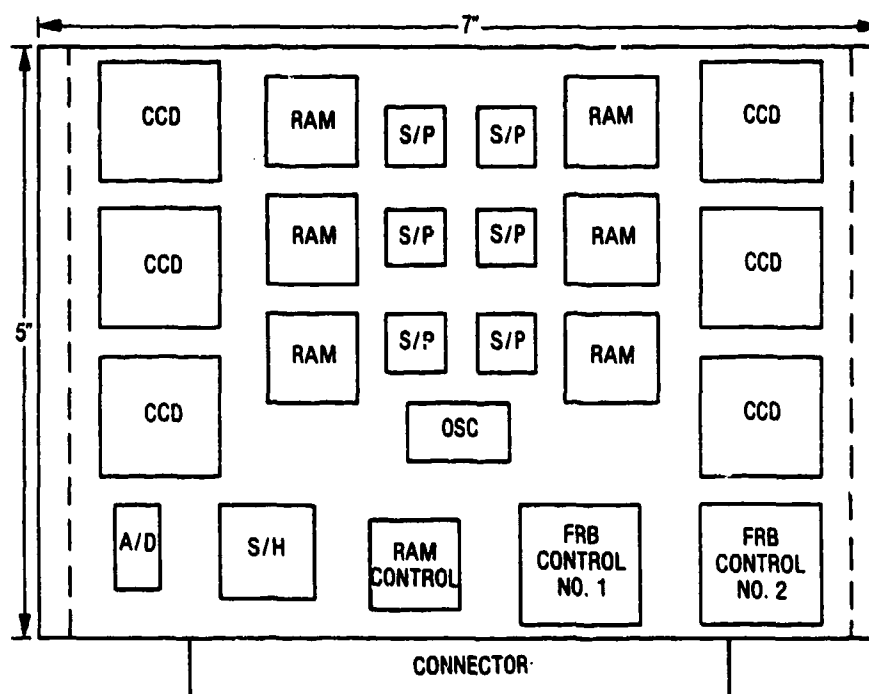 7"
CCD
RAM
S/P
S/P
RAM
CCD
CCD
RAM
S/P
S/P
RAM
CCD
5"
CCD
RAM
S/P
S/P
RAM
CCD
OSC
A/D
S/H
RAM
CONTROL
FRB
CONTROL
NO. 1
FRB
CONTROL
NO. 2
CONNECTOR